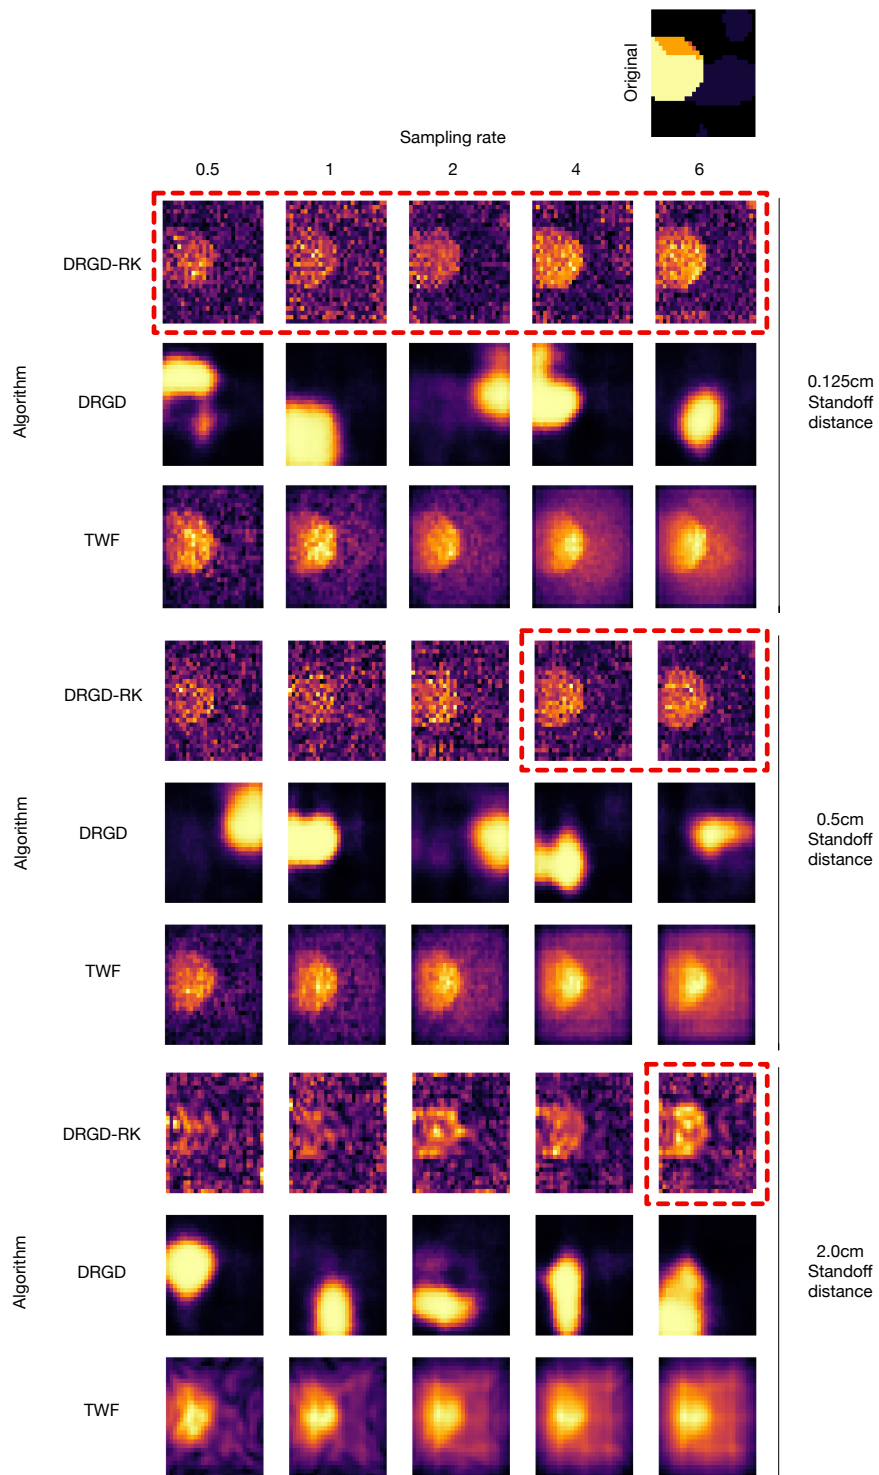 Original
Sampling rate
0.5 1 2 4 6
Algorithm
DRGD-RK
DRGD
TWF
0.125cm
Standoff
distance
Algorithm
DRGD-RK
DRGD
TWF
0.5cm
Standoff
distance
Algorithm
DRGD-RK
DRGD
TWF
2.0cm
Standoff
distance